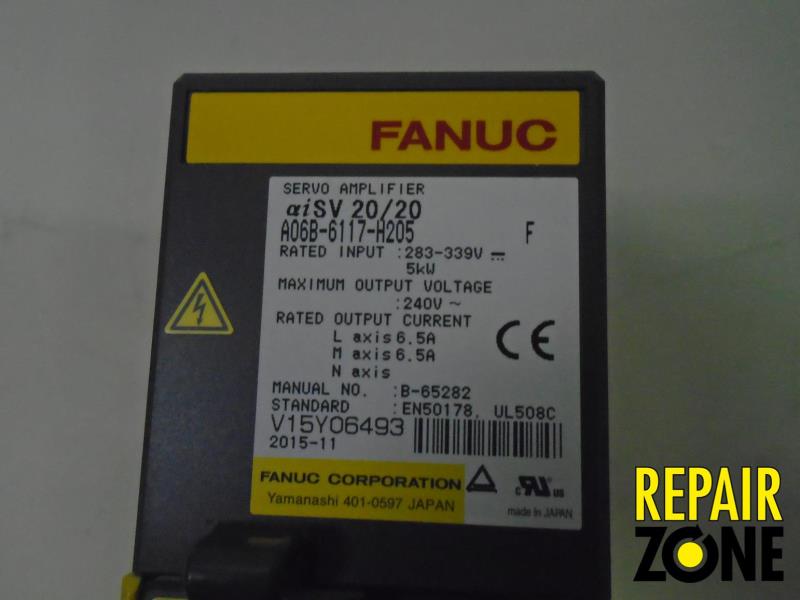 FANUC
SERVO AMPLIFIER
αiSV 20/20
A06B-6117-H205 F
RATED INPUT :283-339V ⎓
5kW
MAXIMUM OUTPUT VOLTAGE
:240V ~
RATED OUTPUT CURRENT
L axis 6.5A
M axis 6.5A
N axis
CE
MANUAL NO. :B-65282
STANDARD :EN50178, UL508C
V15Y06493
2015-11
FANUC CORPORATION
Yamanashi 401-0597 JAPAN
c RU us
made in JAPAN
REPAIR
ZONE